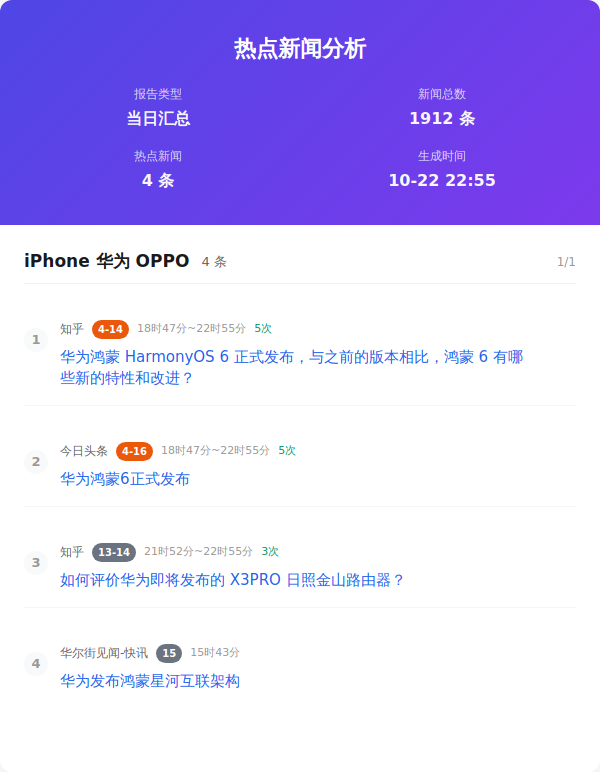 热点新闻分析
报告类型
新闻总数
当日汇总
1912 条
热点新闻
生成时间
4 条
10-22 22:55
iPhone 华为 OPPO 4 条 1/1
1
知乎 4-14 18时47分~22时55分 5次
华为鸿蒙 HarmonyOS 6 正式发布，与之前的版本相比，鸿蒙 6 有哪
些新的特性和改进？
2
今日头条 4-16 18时47分~22时55分 5次
华为鸿蒙6正式发布
3
知乎 13-14 21时52分~22时55分 3次
如何评价华为即将发布的 X3PRO 日照金山路由器？
4
华尔街见闻-快讯 15 15时43分
华为发布鸿蒙星河互联架构